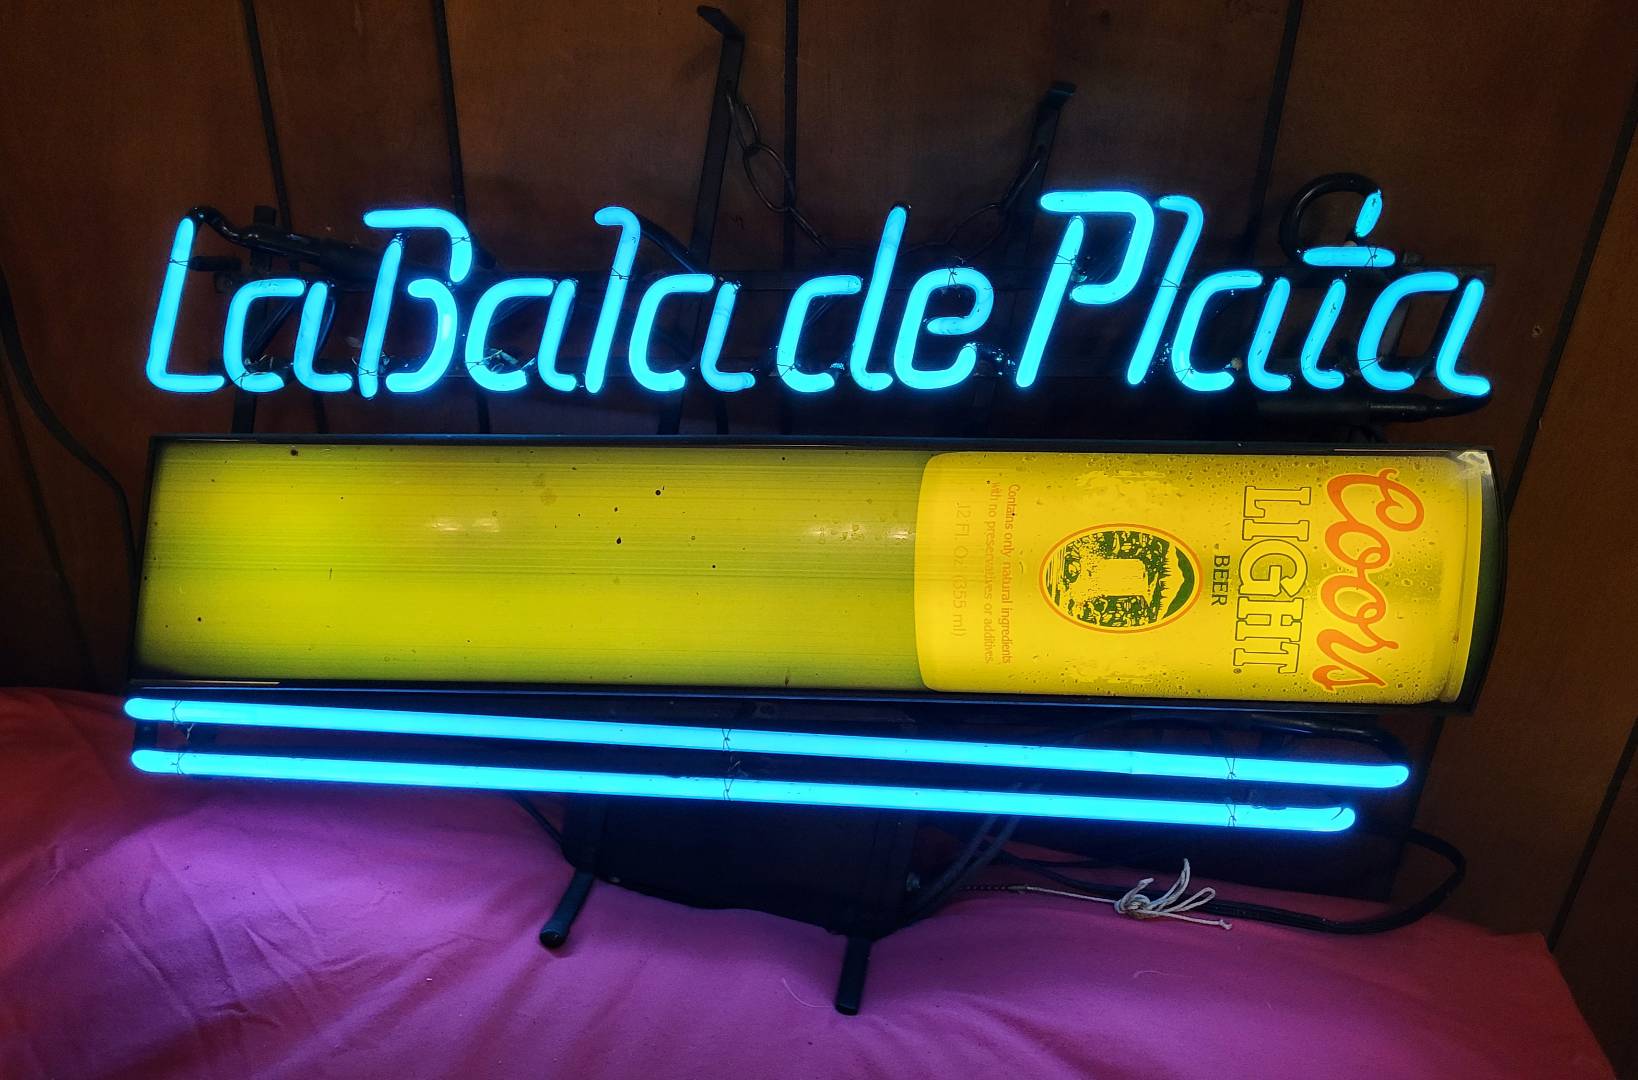 La Bala de Plata
Coors
LIGHT®
BEER
Contains only natural ingredients
with no preservatives or additives.
12 Fl. Oz. (355 ml)